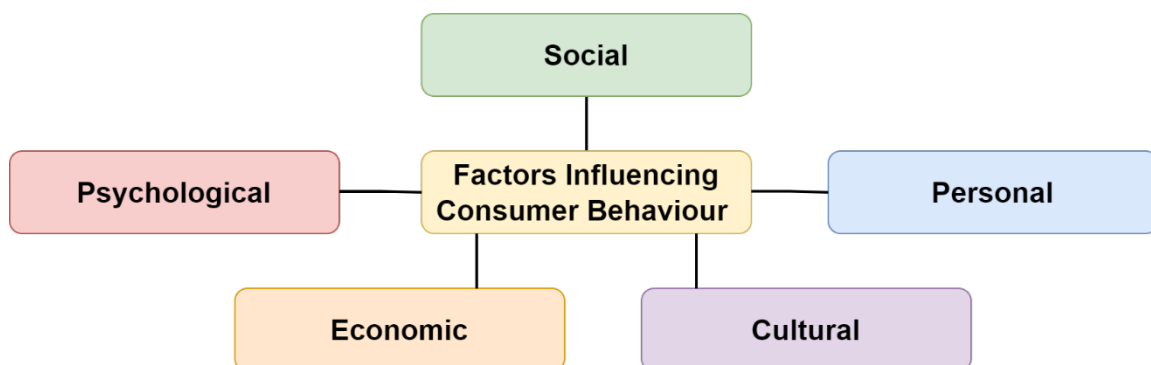 Social
Psychological
Factors Influencing
Consumer Behaviour
Personal
Economic
Cultural